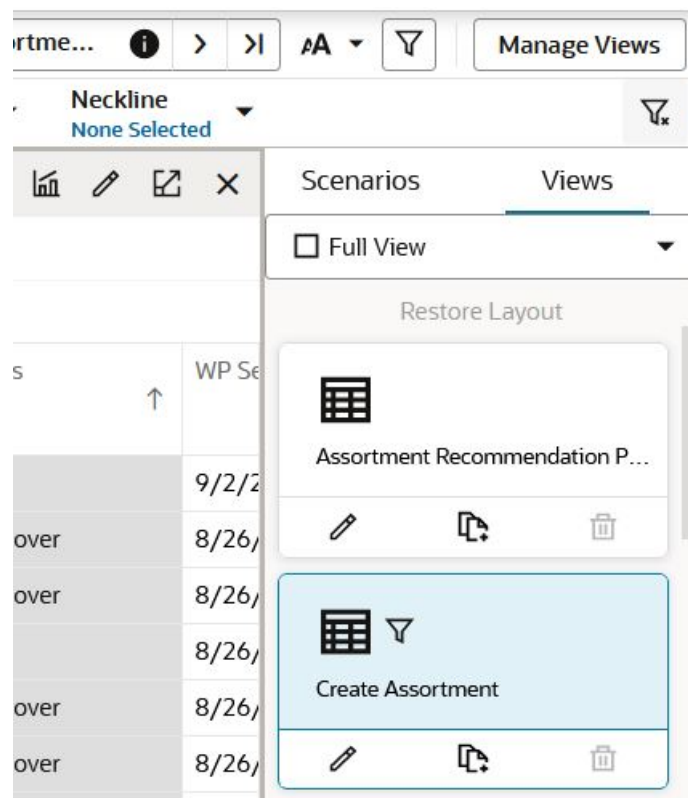 ortme...
AA
Manage Views
Neckline
None Selected
Scenarios
Views
Full View
Restore Layout
s
WP Se
Assortment Recommendation P...
9/2/2
over
8/26/
over
8/26/
8/26/
Create Assortment
over
8/26/
over
8/26/